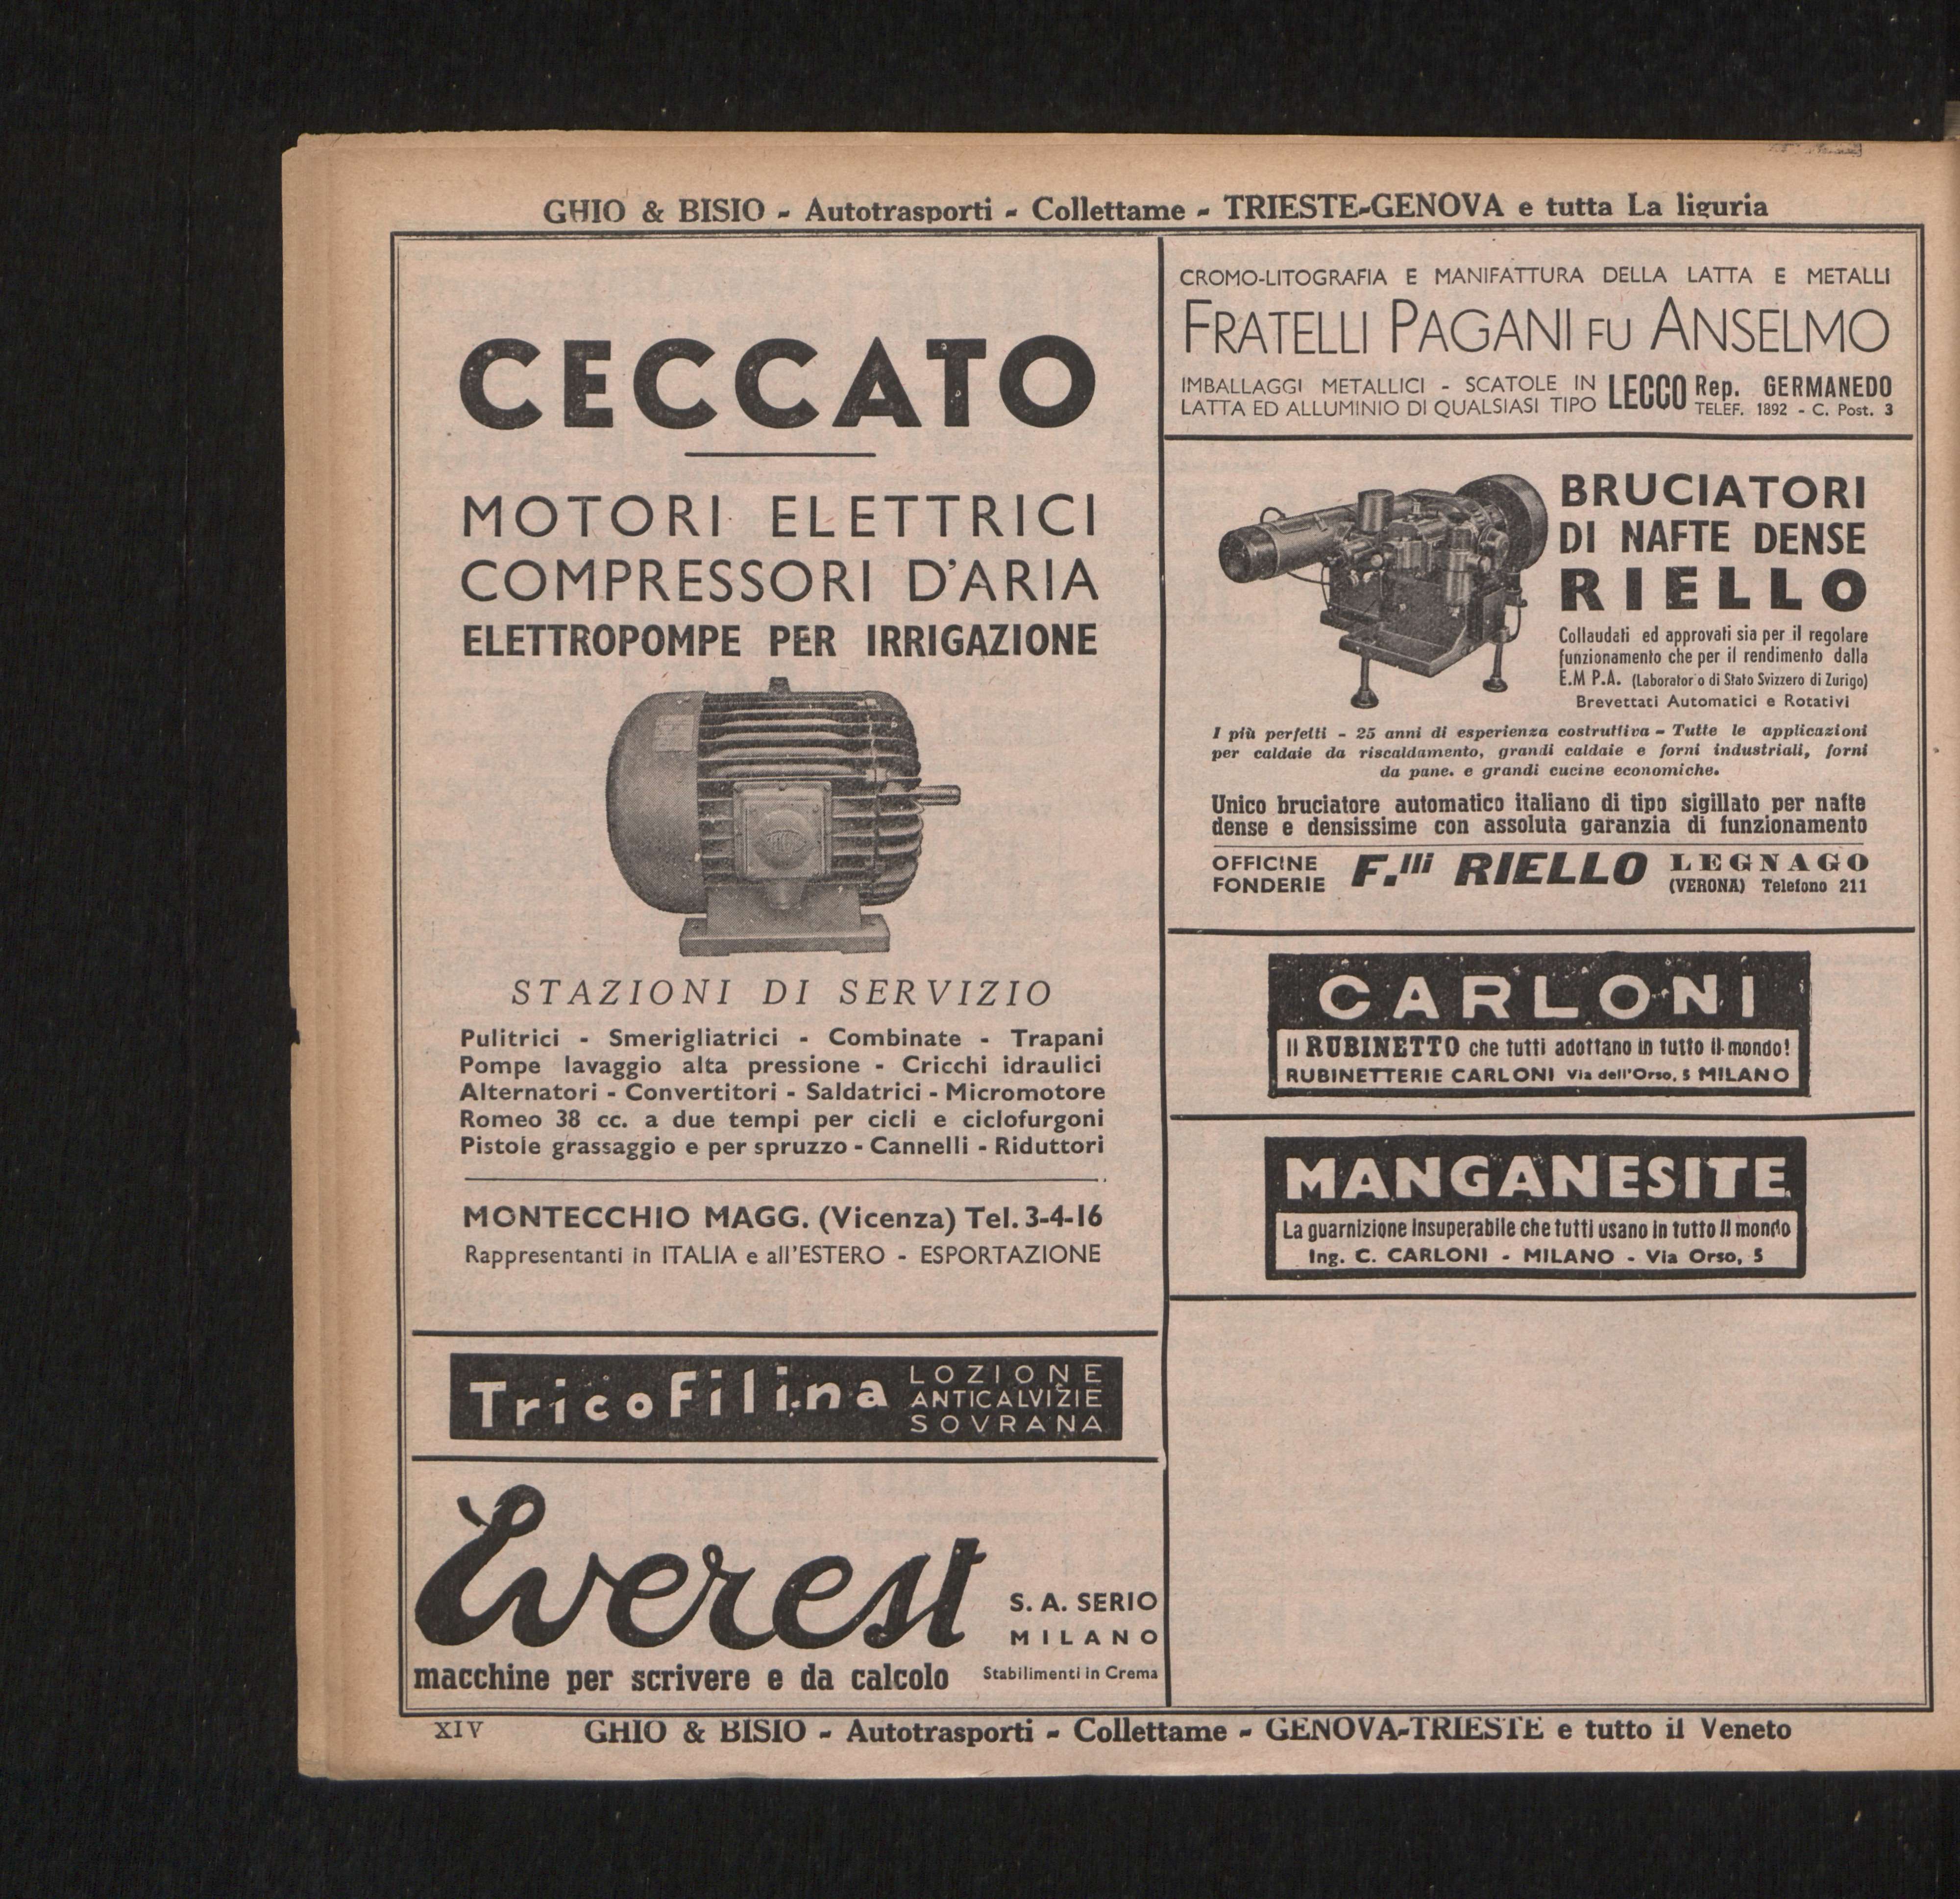 GHIO & BISIO - Autotrasporti - Collettame - TRIESTE-GENOVA e tutta La liguria
CECCATO
MOTORI ELETTRICI
COMPRESSORI D'ARIA
ELETTROPOMPE PER IRRIGAZIONE
STAZIONI DI SERVIZIO
Pulitrici - Smerigliatrici - Combinate - Trapani
Pompe lavaggio alta pressione - Cricchi idraulici
Alternatori - Convertitori - Saldatrici - Micromotore
Romeo 38 cc. a due tempi per cicli e ciclofurgoni
Pistole grassaggio e per spruzzo - Cannelli - Riduttori
MONTECCHIO MAGG. (Vicenza) Tel. 3-4-16
Rappresentanti in ITALIA e all'ESTERO - ESPORTAZIONE
TricoFilina
LOZIONE
ANTICALVIZIE
SOVRANA
Everest
S. A. SERIO
MILANO
macchine per scrivere e da calcolo
Stabilimenti in Crema
CROMO-LITOGRAFIA E MANIFATTURA DELLA LATTA E METALLI
FRATELLI PAGANI FU ANSELMO
IMBALLAGGI METALLICI - SCATOLE IN
LATTA ED ALLUMINIO DI QUALSIASI TIPO
LECCO
Rep. GERMANEDO
TELEF. 1892 - C. Post. 3
BRUCIATORI
DI NAFTE DENSE
RIELLO
Collaudati ed approvati sia per il regolare
funzionamento che per il rendimento dalla
E.M P.A. (Laborator o di Stato Svizzero di Zurigo)
Brevettati Automatici e Rotativi
I più perfetti - 25 anni di esperienza costruttiva - Tutte le applicazioni
per caldaie da riscaldamento, grandi caldaie e forni industriali, forni
da pane. e grandi cucine economiche.
Unico bruciatore automatico italiano di tipo sigillato per nafte
dense e densissime con assoluta garanzia di funzionamento
OFFICINE
FONDERIE
F.lli RIELLO
LEGNAGO
(VERONA) Telefono 211
CARLONI
Il RUBINETTO che tutti adottano in tutto il mondo!
RUBINETTERIE CARLONI Via dell'Orso, 5 MILANO
MANGANESITE
La guarnizione insuperabile che tutti usano in tutto il mondo
Ing. C. CARLONI - MILANO - Via Orso, 5
XIV
GHIO & BISIO - Autotrasporti - Collettame - GENOVA-TRIESTE e tutto il Veneto